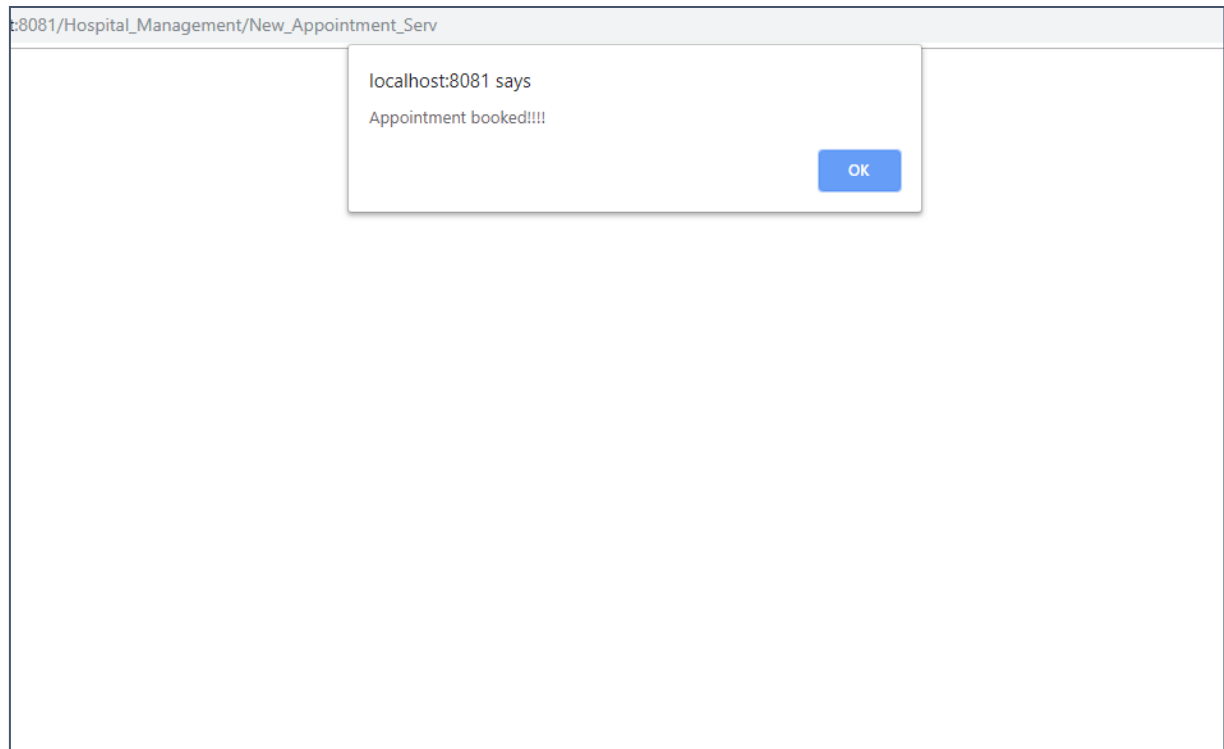 t:8081/Hospital_Management/New_Appointment_Serv
localhost:8081 says
Appointment booked!!!!
OK